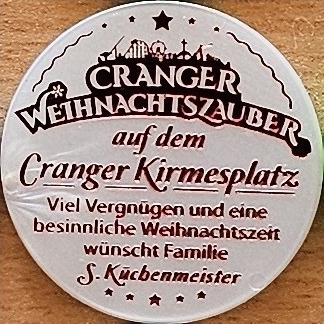 CRANGER
WEIHNACHTSZAUBER
auf dem
Cranger Kirmesplatz
Viel Vergnügen und eine
besinnliche Weihnachtszeit
wünscht Familie
S. Küchenmeister